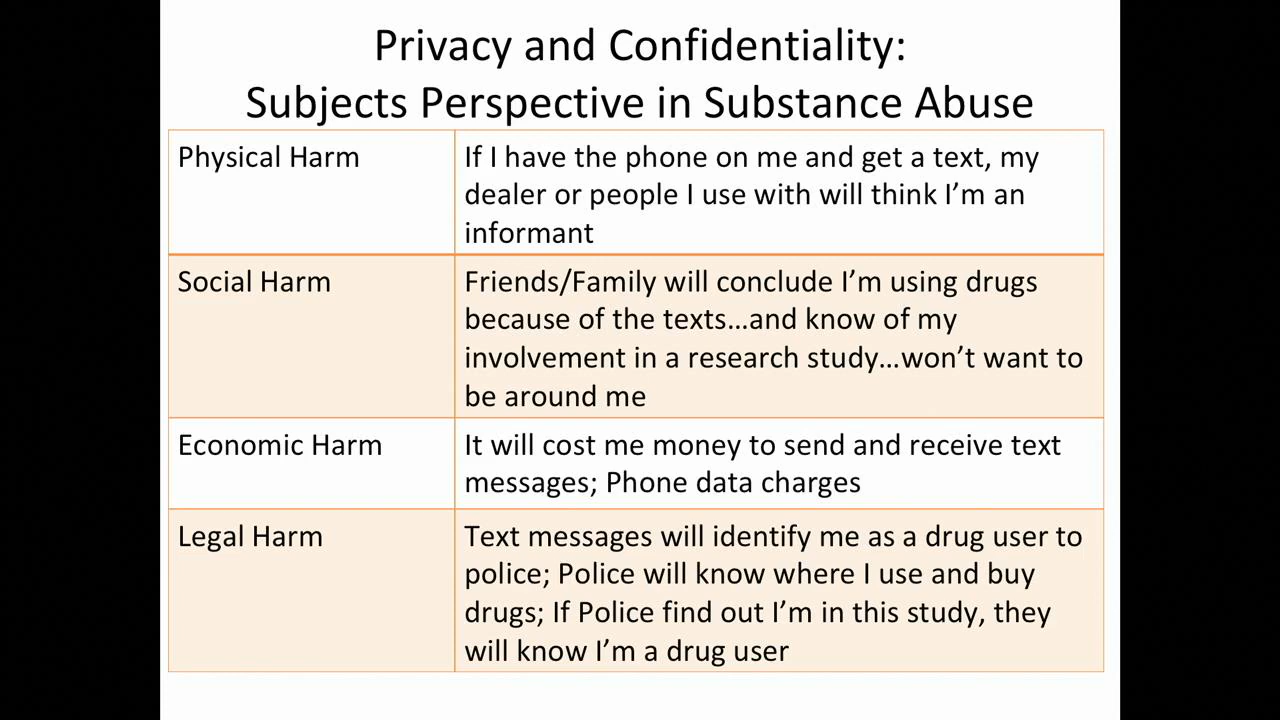 Privacy and Confidentiality:
Subjects Perspective in Substance Abuse
Physical Harm
If I have the phone on me and get a text, my
dealer or people I use with will think I’m an
informant
Social Harm
Friends/Family will conclude I’m using drugs
because of the texts…and know of my
involvement in a research study…won’t want to
be around me
Economic Harm
It will cost me money to send and receive text
messages; Phone data charges
Legal Harm
Text messages will identify me as a drug user to
police; Police will know where I use and buy
drugs; If Police find out I’m in this study, they
will know I’m a drug user